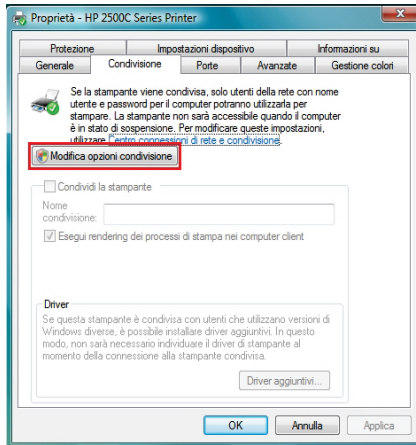 Proprietà - HP 2500C Series Printer
Protezione Impostazioni dispositivo Informazioni su
Generale Condivisione Porte Avanzate Gestione colori
Se la stampante viene condivisa, solo utenti della rete con nome
utente e password per il computer potranno utilizzarla per
stampare. La stampante non sarà accessibile quando il computer
è in stato di sospensione. Per modificare queste impostazioni,
utilizzare Centro connessioni di rete e condivisione.
Modifica opzioni condivisione
Condividi la stampante
Nome
condivisione:
Esegui rendering dei processi di stampa nei computer client
Driver
Se questa stampante è condivisa con utenti che utilizzano versioni di
Windows diverse, è possibile installare driver aggiuntivi. In questo
modo, non sarà necessario individuare il driver di stampante al
momento della connessione alla stampante condivisa.
Driver aggiuntivi...
OK Annulla Applica